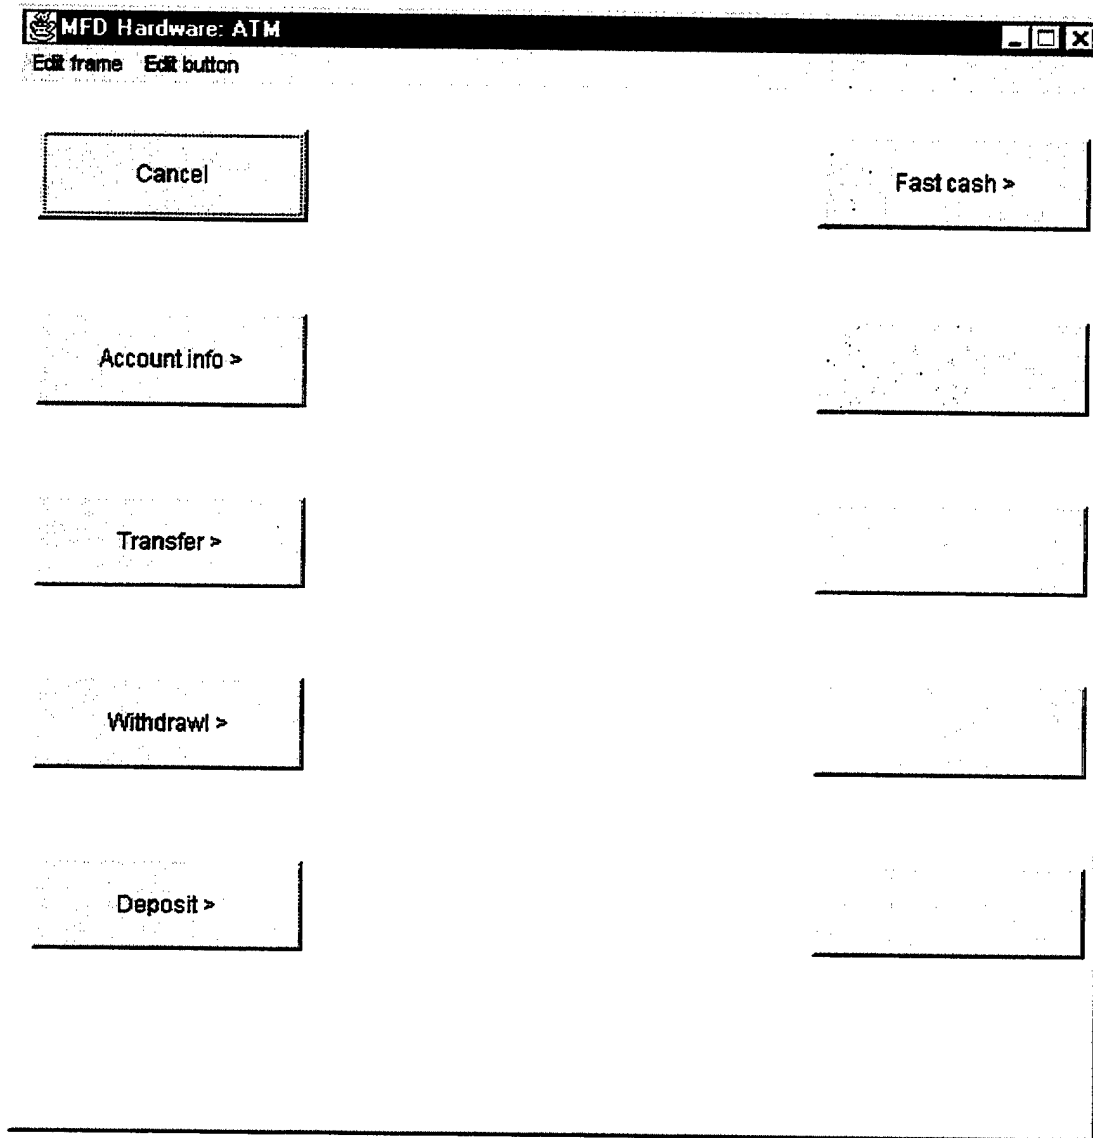 MFD Hardware: ATM
Edit frame Edit button
Cancel
Fast cash >
Account info >
Transfer >
Withdrawl >
Deposit >